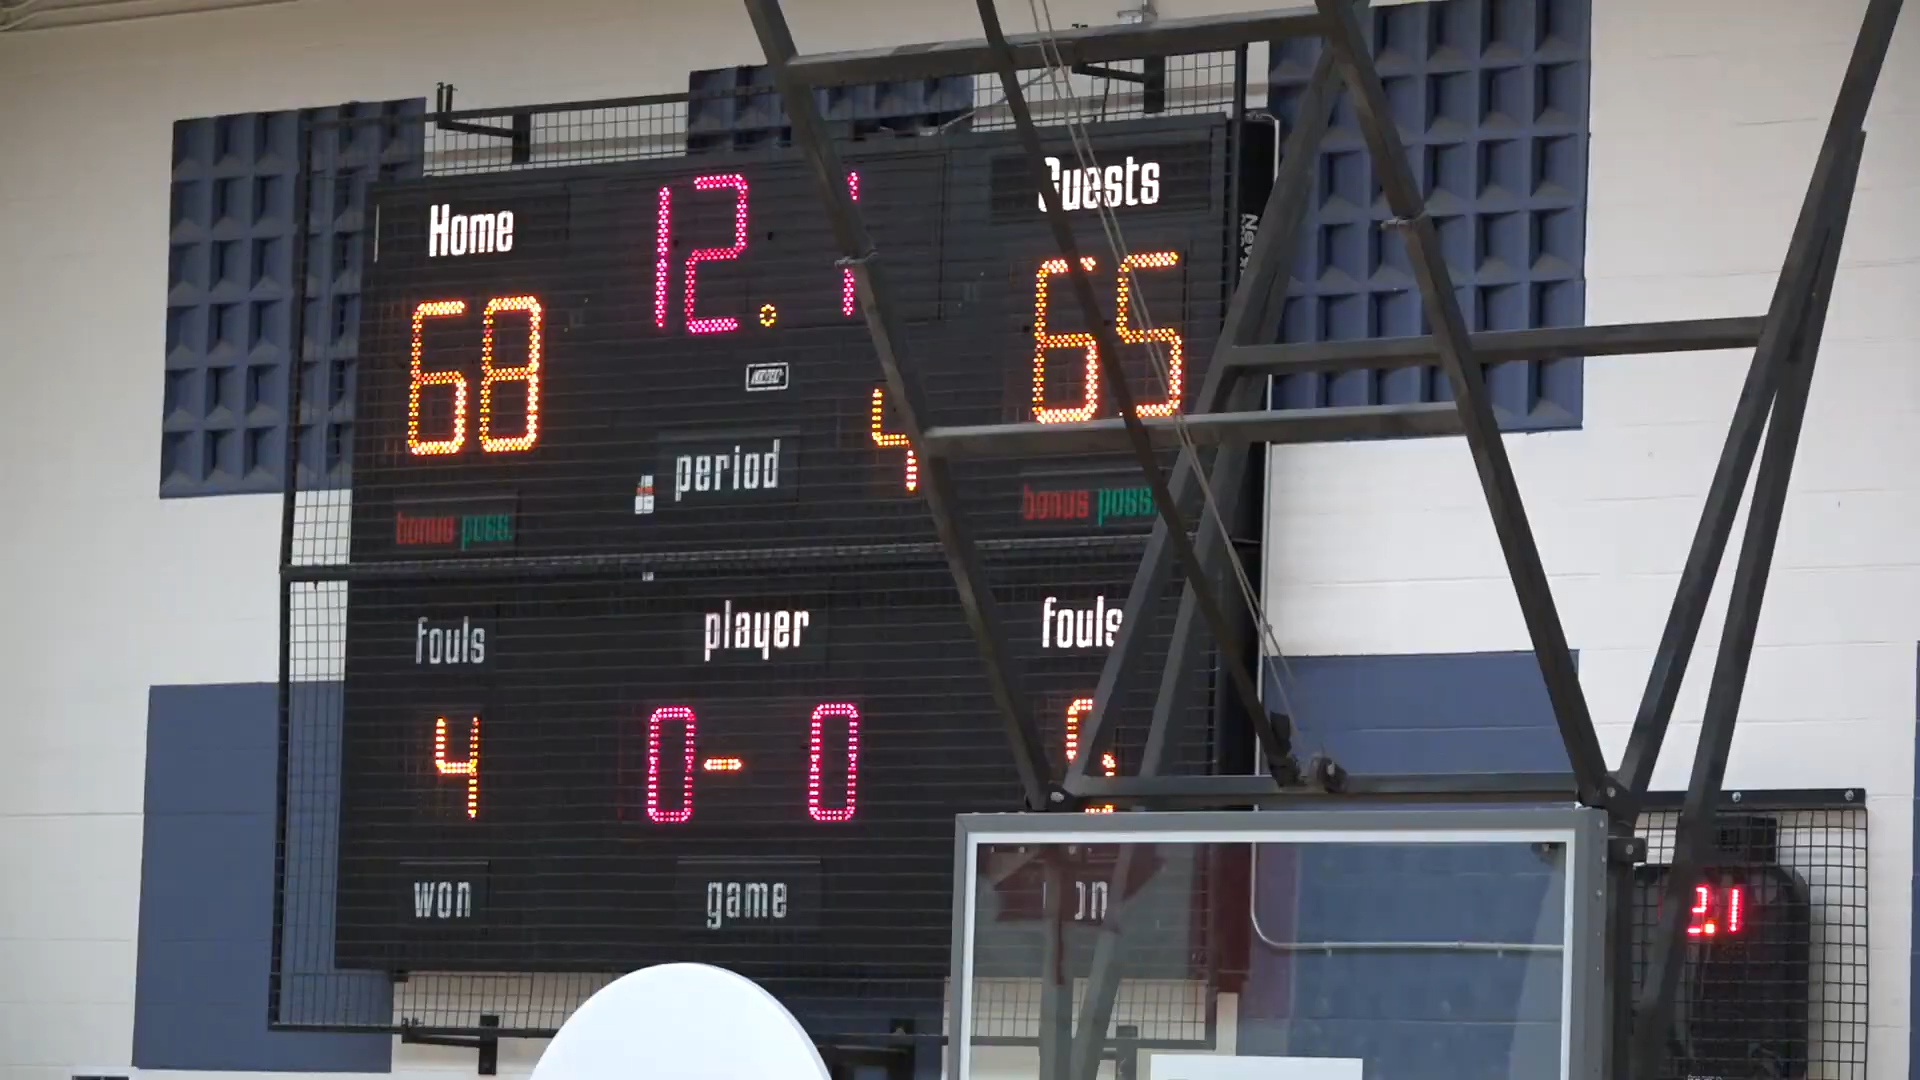 Home 12.1 Guests
68 65
period 4
bonus poss. bonus poss.
fouls player fouls
4 0-0
won game
2.1